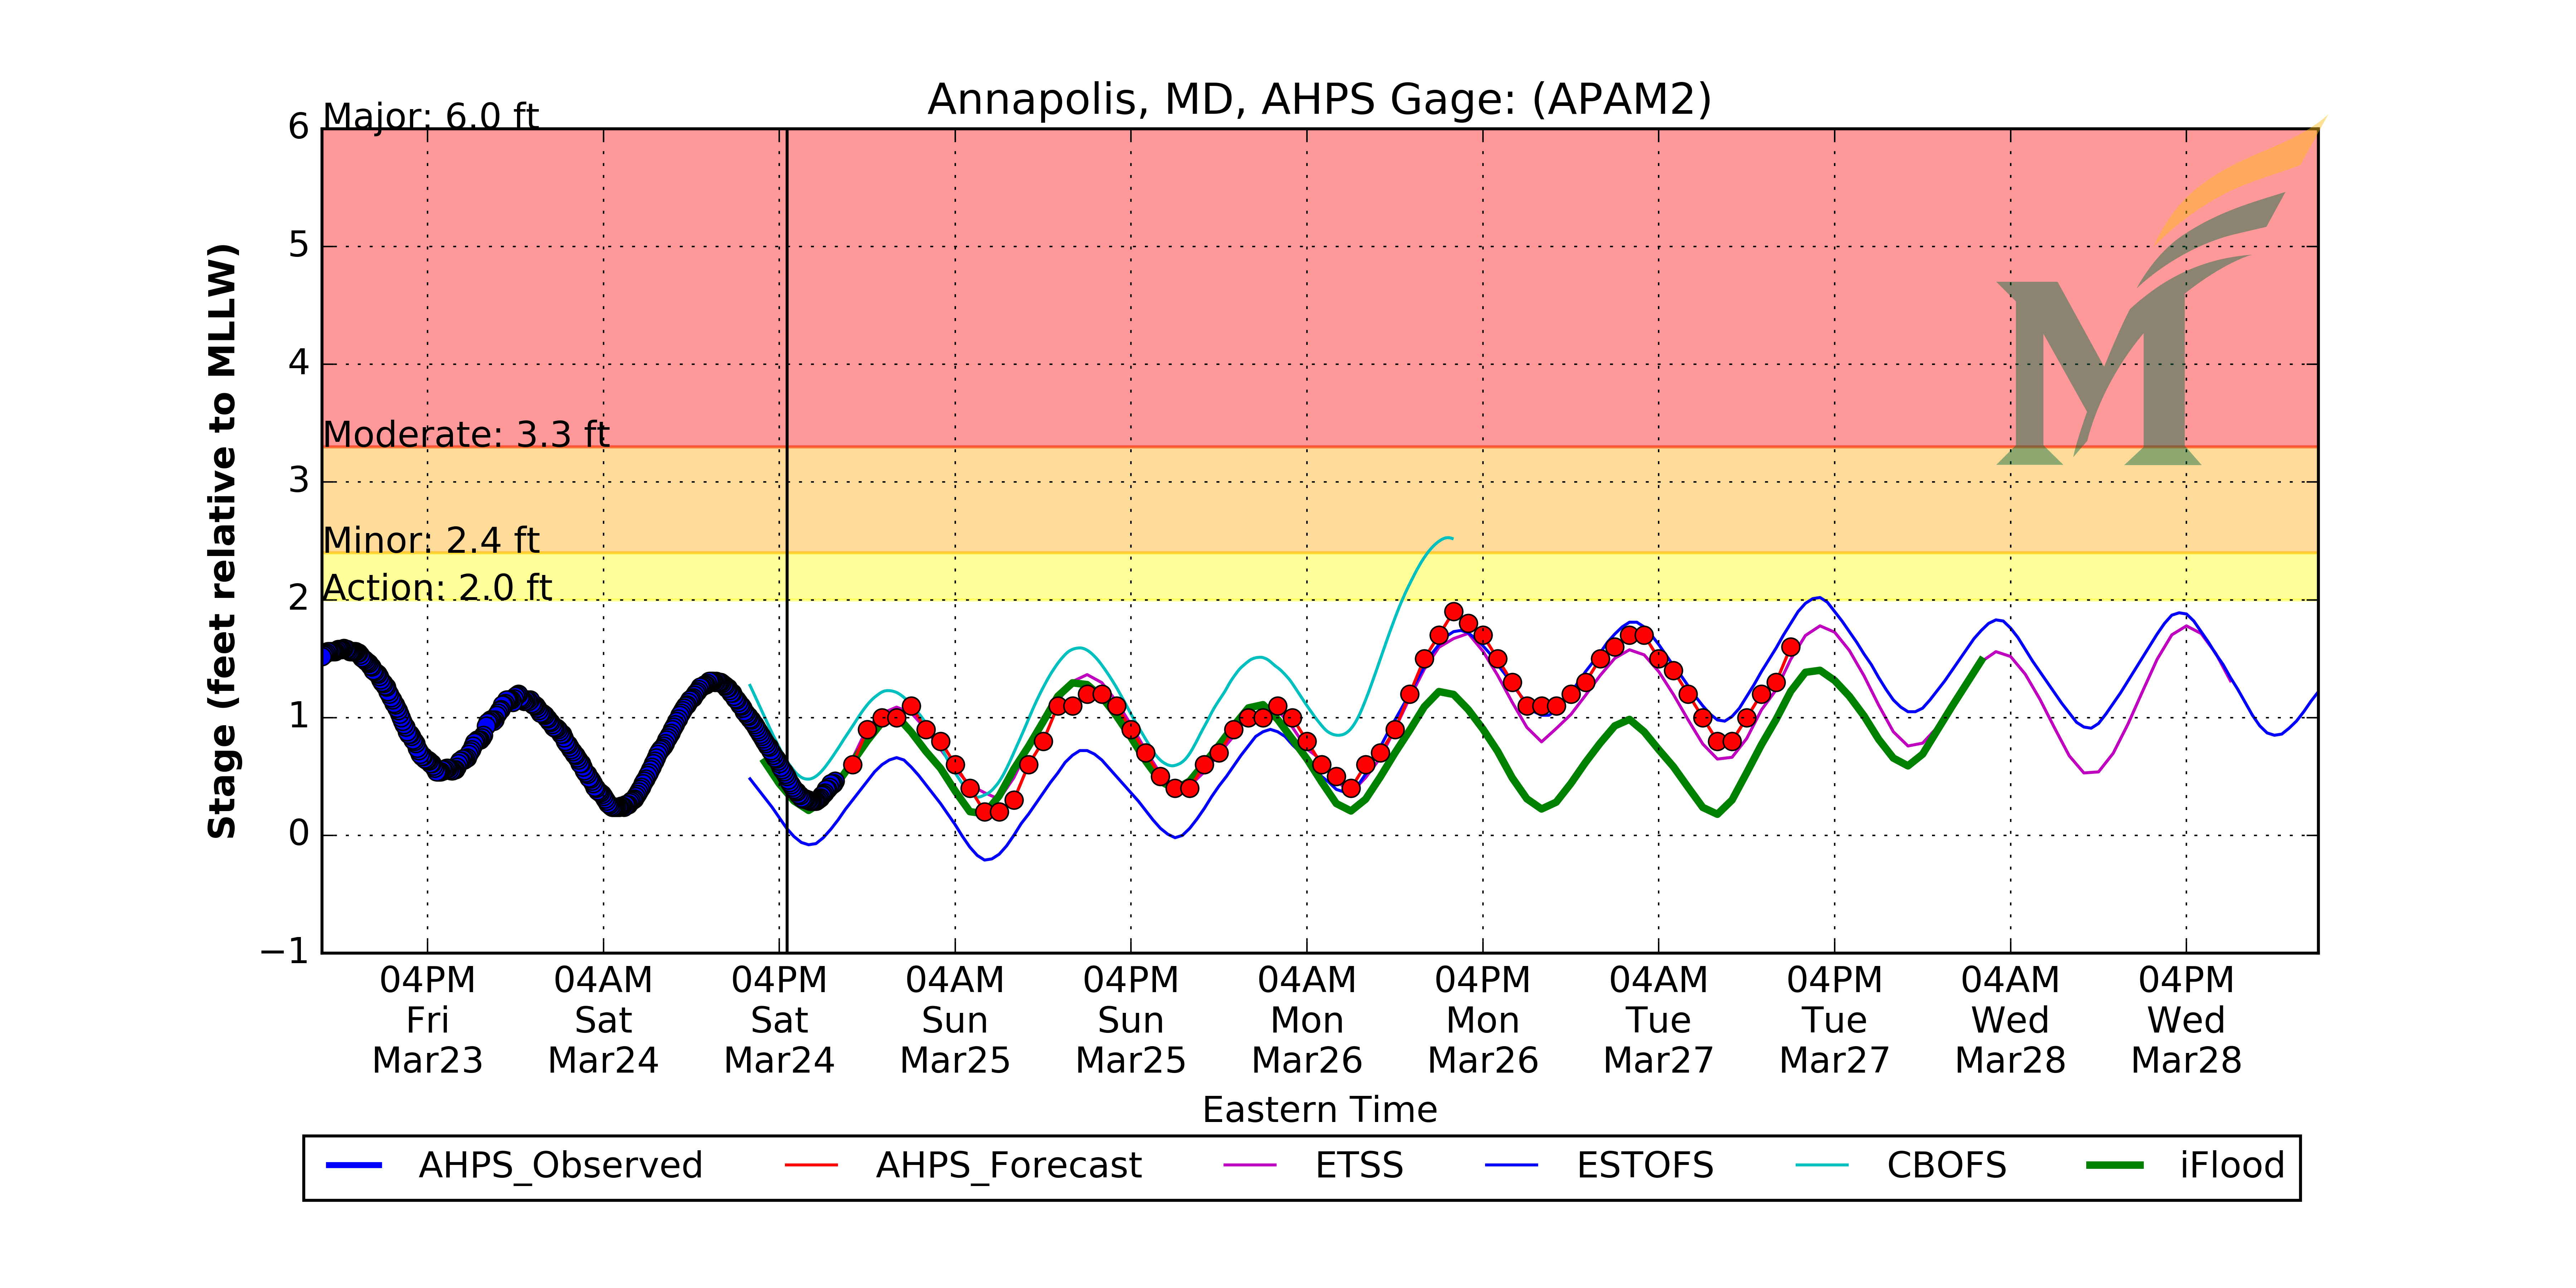 Annapolis, MD, AHPS Gage: (APAM2)
Stage (feet relative to MLLW)
6
5
4
3
2
1
0
−1
Major: 6.0 ft
Moderate: 3.3 ft
Minor: 2.4 ft
Action: 2.0 ft
04PM 04AM 04PM 04AM 04PM 04AM 04PM 04AM 04PM 04AM 04PM
Fri Sat Sat Sun Sun Mon Mon Tue Tue Wed Wed
Mar23 Mar24 Mar24 Mar25 Mar25 Mar26 Mar26 Mar27 Mar27 Mar28 Mar28
Eastern Time
AHPS_Observed AHPS_Forecast ETSS ESTOFS CBOFS iFlood